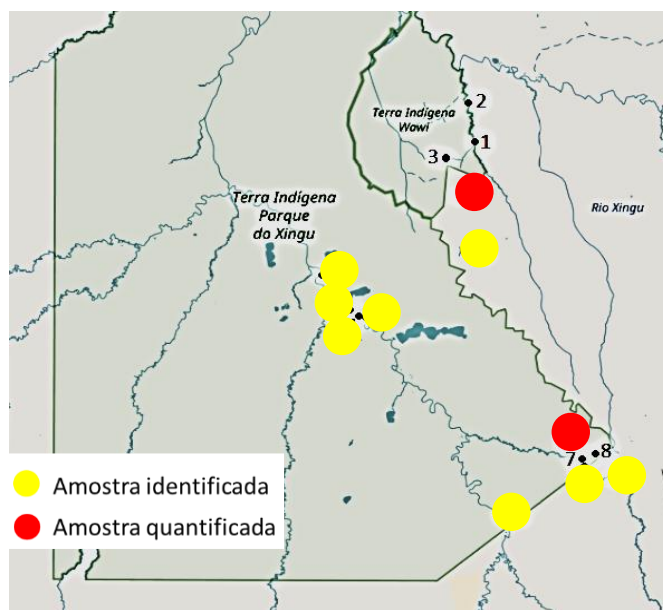 2
Terra Indígena
Wawi
1
3
Terra Indígena
Parque
do Xingu
Rio Xingu
7
8
Amostra identificada
Amostra quantificada